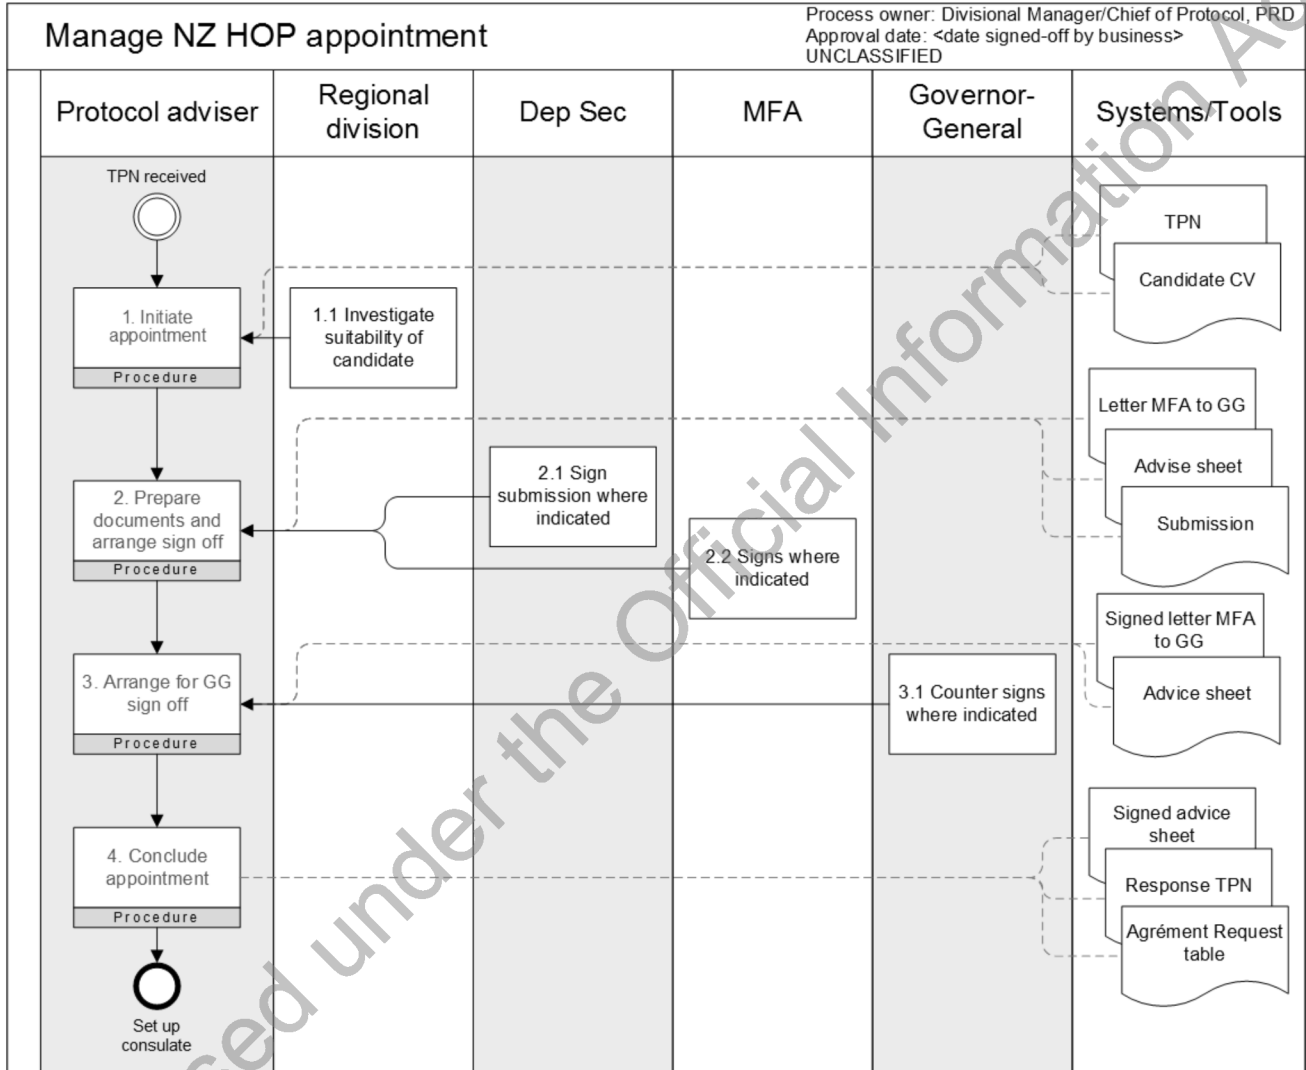 Manage NZ HOP appointment
Process owner: Divisional Manager/Chief of Protocol, PRD
Approval date: <date signed-off by business>
UNCLASSIFIED
Protocol adviser
Regional
division
Dep Sec
MFA
Governor-
General
Systems/Tools
TPN received
TPN
Candidate CV
1. Initiate
appointment
Procedure
1.1 Investigate
suitability of
candidate
Letter MFA to GG
Advise sheet
Submission
2. Prepare
documents and
arrange sign off
Procedure
2.1 Sign
submission where
indicated
2.2 Signs where
indicated
Signed letter MFA
to GG
Advice sheet
3. Arrange for GG
sign off
Procedure
3.1 Counter signs
where indicated
Signed advice
sheet
Response TPN
Agrément Request
table
4. Conclude
appointment
Procedure
Set up
consulate
under the Official Information